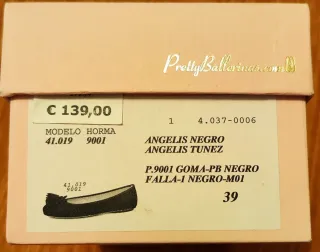 PrettyBallerinas.com
€ 139,00
1 4.037-0006
MODELO HORMA
41.019 9001
ANGELIS NEGRO
ANGELIS TUNEZ
P.9001 GOMA-PB NEGRO
FALLA-1 NEGRO-M01
41.019
9001
39